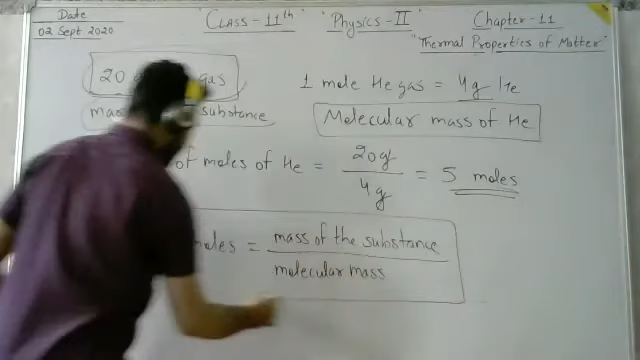 Date
02 Sept 2020
"Class-11th" "Physics-II" Chapter-11
"Thermal Properties of Matter"
20 gas
mass substance
1 mole He gas = 4g He
Molecular mass of He
of moles of He = 20g / 4g = 5 moles
moles = mass of the substance / molecular mass